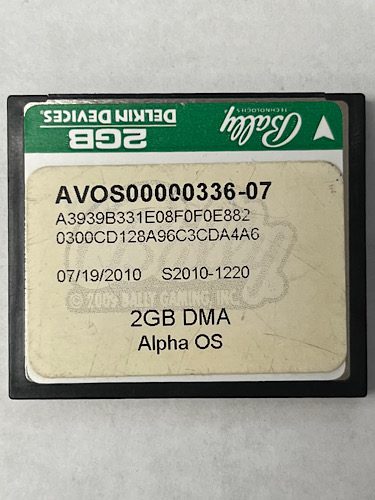 Bally
TECHNOLOGIES
2GB
DELKIN DEVICES.
AVOS00000336-07
A3939B331E08F0F0E882
0300CD128A96C3CDA4A6
07/19/2010 S2010-1220
Bally
© 2005 BALLY GAMING, INC.
2GB DMA
Alpha OS